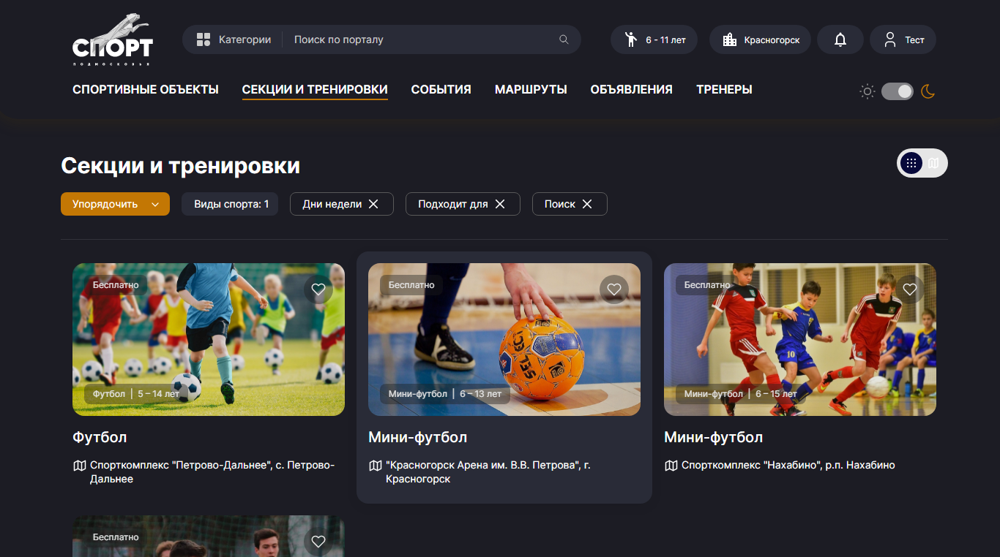 СПОРТ
ПОДМОСКОВЬЯ
Категории
Поиск по порталу
6 - 11 лет
Красногорск
Тест
СПОРТИВНЫЕ ОБЪЕКТЫ
СЕКЦИИ И ТРЕНИРОВКИ
СОБЫТИЯ
МАРШРУТЫ
ОБЪЯВЛЕНИЯ
ТРЕНЕРЫ
Секции и тренировки
Упорядочить
Виды спорта: 1
Дни недели
Подходит для
Поиск
Бесплатно
Футбол | 5 – 14 лет
Футбол
Спорткомплекс "Петрово-Дальнее", с. Петрово-
Дальнее
Бесплатно
SELECT
Мини-футбол | 6 – 13 лет
Мини-футбол
"Красногорск Арена им. В.В. Петрова", г.
Красногорск
Бесплатно
10
Мини-футбол | 6 – 15 лет
Мини-футбол
Спорткомплекс "Нахабино", р.п. Нахабино
Бесплатно